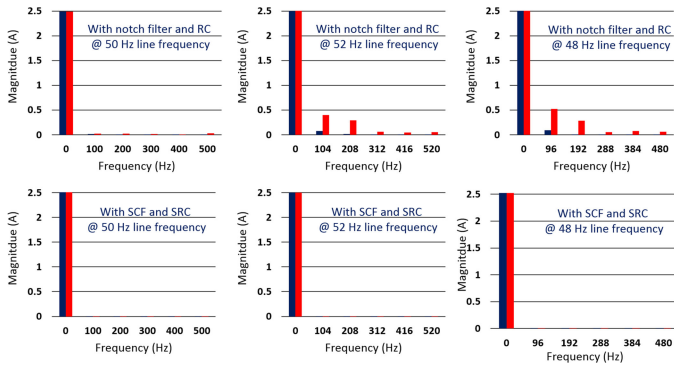 2.5
2
1.5
1
0.5
0
Magnitdue (A)
With notch filter and RC
@ 50 Hz line frequency
0 100 200 300 400 500
Frequency (Hz)
2.5
2
1.5
1
0.5
0
Magnitdue (A)
With notch filter and RC
@ 52 Hz line frequency
0 104 208 312 416 520
Frequency (Hz)
2.5
2
1.5
1
0.5
0
Magnitdue (A)
With notch filter and RC
@ 48 Hz line frequency
0 96 192 288 384 480
Frequency (Hz)
2.5
2
1.5
1
0.5
0
Magnitdue (A)
With SCF and SRC
@ 50 Hz line frequency
0 100 200 300 400 500
Frequency (Hz)
2.5
2
1.5
1
0.5
0
Magnitdue (A)
With SCF and SRC
@ 52 Hz line frequency
0 104 208 312 416 520
Frequency (Hz)
2.5
2
1.5
1
0.5
0
Magnitdue (A)
With SCF and SRC
@ 48 Hz line frequency
0 96 192 288 384 480
Frequency (Hz)